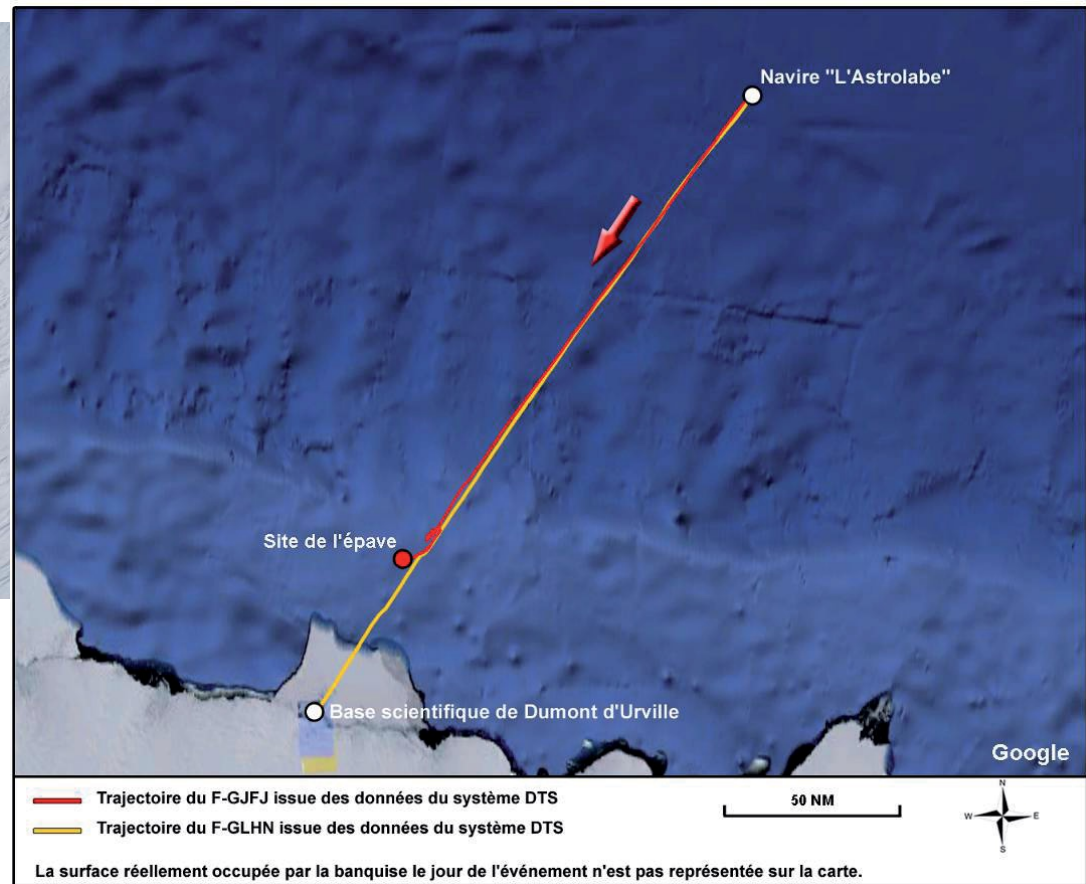 Navire "L'Astrolabe"
Site de l'épave
Base scientifique de Dumont d'Urville
Google
Trajectoire du F-GJFJ issue des données du système DTS
50 NM
Trajectoire du F-GLHN issue des données du système DTS
N
W E
S
La surface réellement occupée par la banquise le jour de l'événement n'est pas représentée sur la carte.